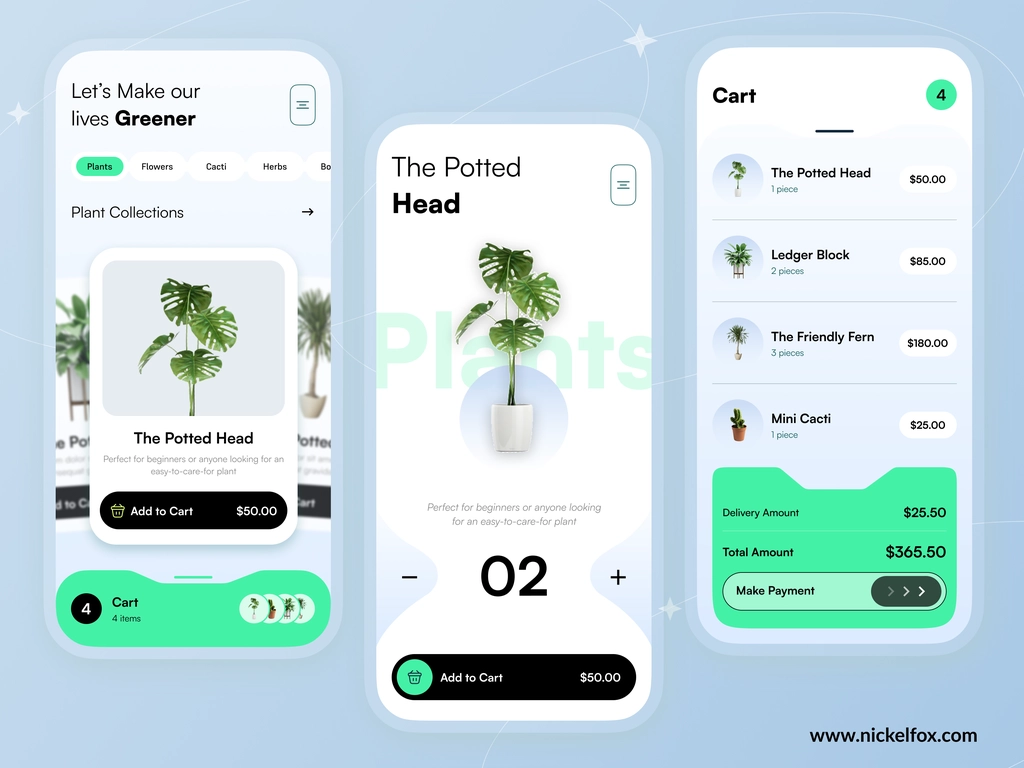 Let's Make our
lives Greener
Plants
Flowers
Cacti
Herbs
Bo
Plant Collections
The Potted Head
Perfect for beginners or anyone looking for an
easy-to-care-for plant
Add to Cart
$50.00
4
Cart
4 items
The Potted
Head
Plants
Perfect for beginners or anyone looking
for an easy-to-care-for plant
−
02
+
Add to Cart
$50.00
Cart
4
The Potted Head
$50.00
1 piece
Ledger Block
$85.00
2 pieces
The Friendly Fern
$180.00
3 pieces
Mini Cacti
$25.00
1 piece
Delivery Amount
$25.50
Total Amount
$365.50
Make Payment
www.nickelfox.com